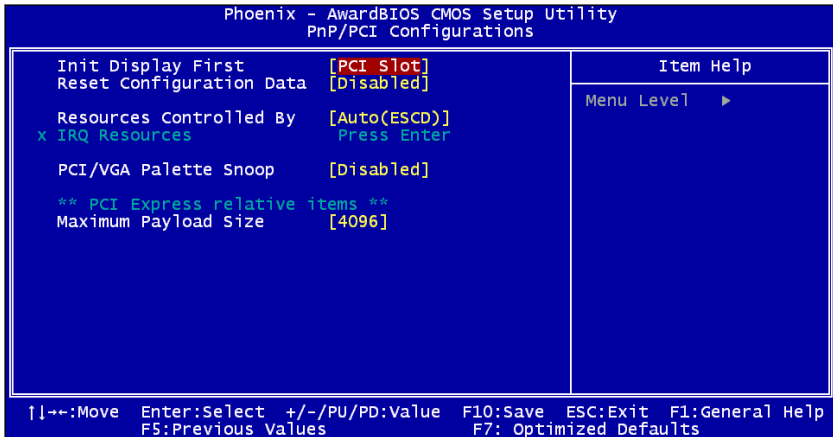 Phoenix - AwardBIOS CMOS Setup Utility
PnP/PCI Configurations
Init Display First [PCI Slot]
Reset Configuration Data [Disabled]
Resources Controlled By [Auto(ESCD)]
x IRQ Resources Press Enter
PCI/VGA Palette Snoop [Disabled]
** PCI Express relative items **
Maximum Payload Size [4096]
Item Help
Menu Level ►
↑↓→←:Move Enter:Select +/-/PU/PD:Value F10:Save ESC:Exit F1:General Help
F5:Previous Values F7: Optimized Defaults